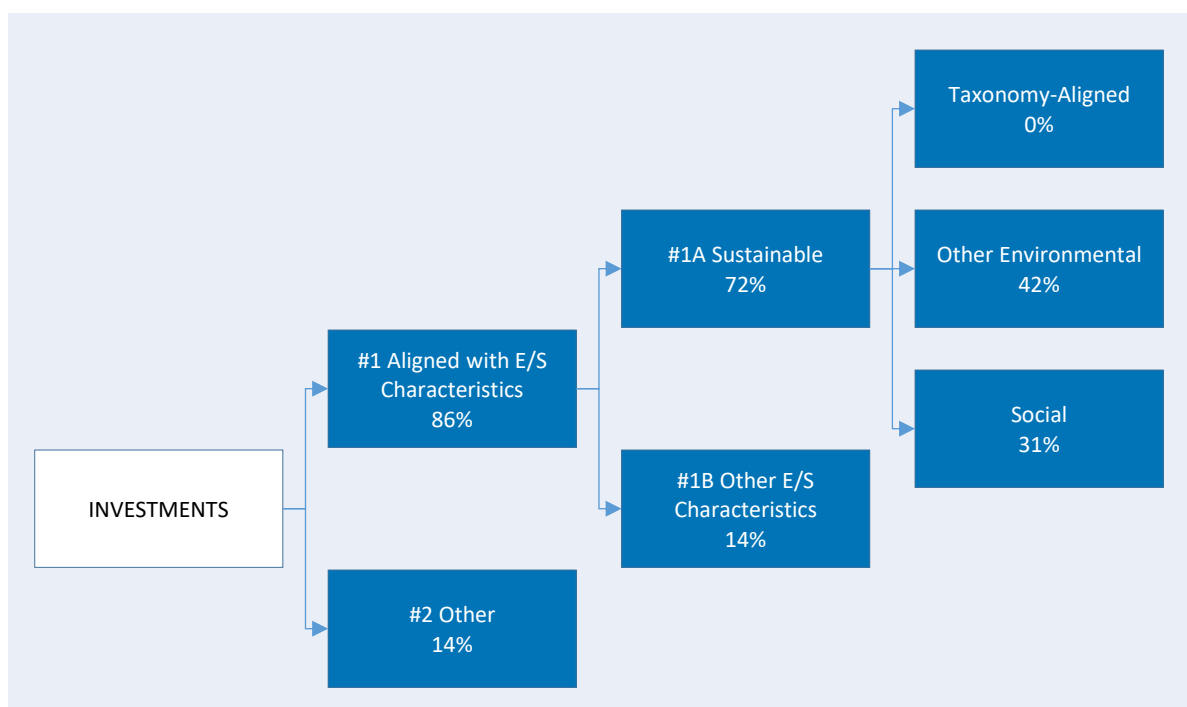 Taxonomy-Aligned
0%
#1A Sustainable
72%
Other Environmental
42%
#1 Aligned with E/S
Characteristics
86%
Social
31%
INVESTMENTS
#1B Other E/S
Characteristics
14%
#2 Other
14%